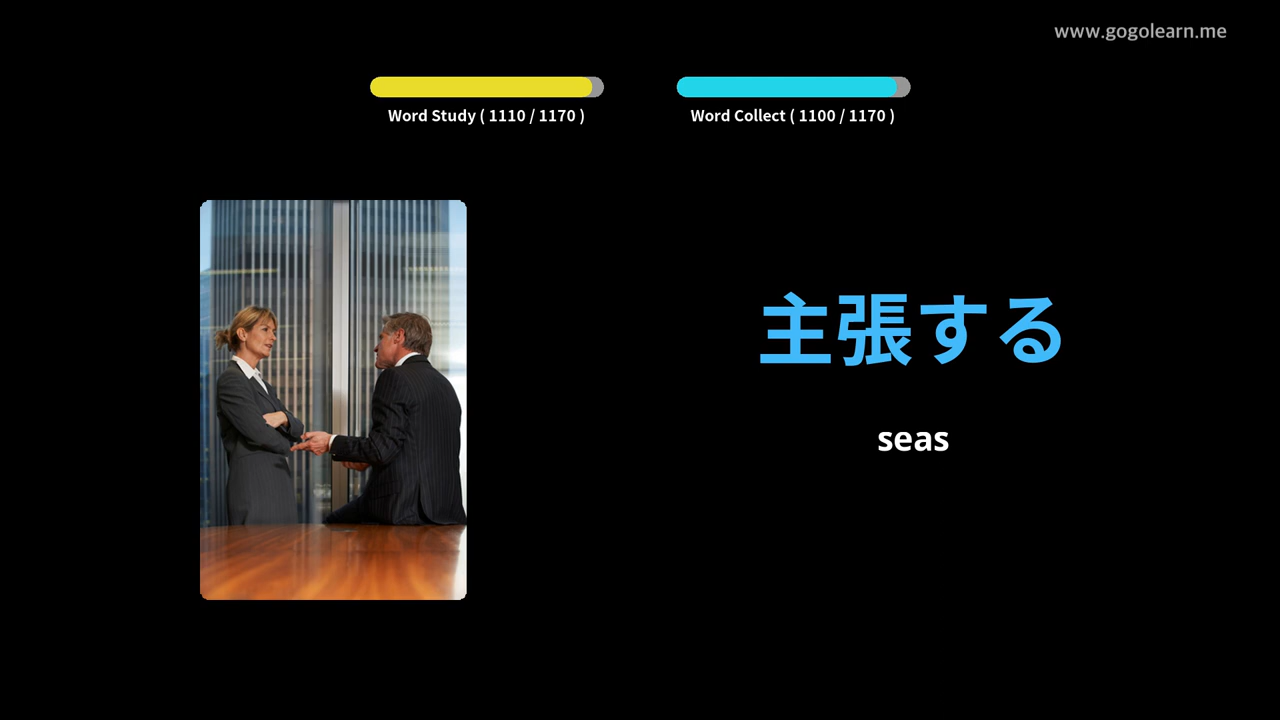 www.gogolearn.me
Word Study ( 1110 / 1170 )
Word Collect ( 1100 / 1170 )
主張する
seas